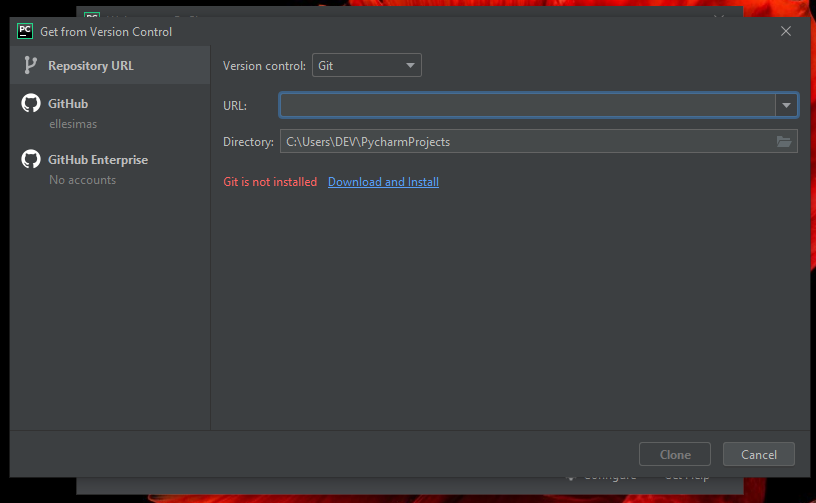 PC Get from Version Control
Repository URL
GitHub
ellesimas
GitHub Enterprise
No accounts
Version control: Git
URL:
Directory: C:\Users\DEV\PycharmProjects
Git is not installed Download and Install
Clone Cancel